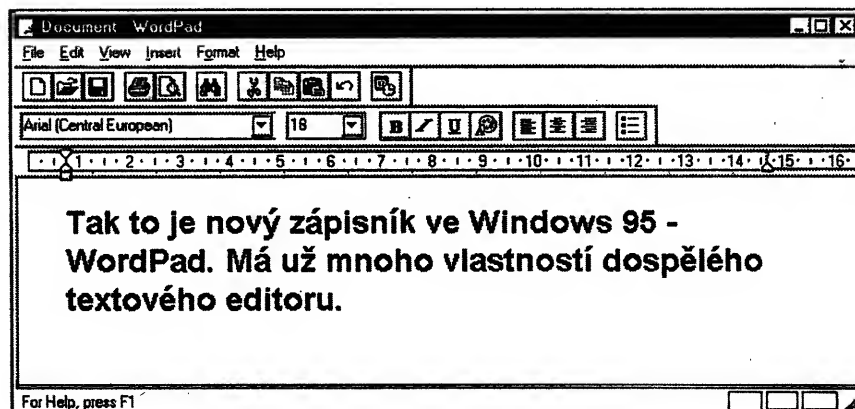 Document - WordPad
File Edit View Insert Format Help
Arial (Central European) 18 B I U
1 2 3 4 5 6 7 8 9 10 11 12 13 14 15 16
Tak to je nový zápisník ve Windows 95 -
WordPad. Má už mnoho vlastností dospělého
textového editoru.
For Help, press F1